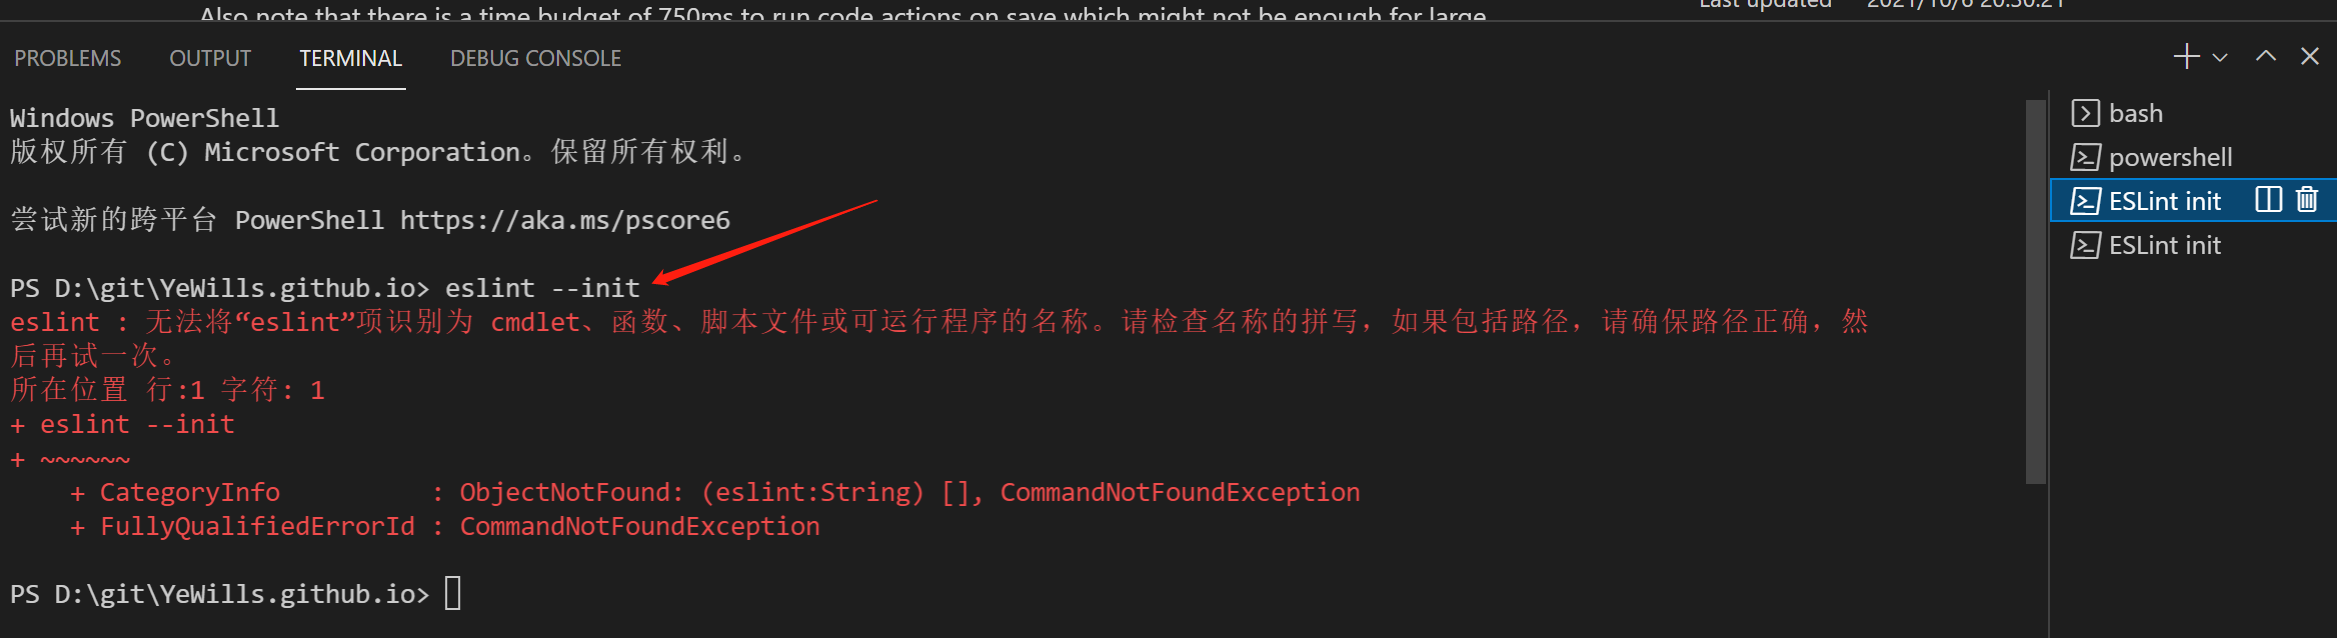 Also note that there is a time budget of 750ms to run code actions on save which might not be enough for large
Last updated 2021/10/6 20:30:21
PROBLEMS OUTPUT TERMINAL DEBUG CONSOLE
Windows PowerShell
版权所有 (C) Microsoft Corporation。保留所有权利。
尝试新的跨平台 PowerShell https://aka.ms/pscore6
PS D:\git\YeWills.github.io> eslint --init
eslint : 无法将“eslint”项识别为 cmdlet、函数、脚本文件或可运行程序的名称。请检查名称的拼写，如果包括路径，请确保路径正确，然
后再试一次。
所在位置 行:1 字符: 1
+ eslint --init
+ ~~~~~~
+ CategoryInfo : ObjectNotFound: (eslint:String) [], CommandNotFoundException
+ FullyQualifiedErrorId : CommandNotFoundException
PS D:\git\YeWills.github.io>
bash
powershell
ESLint init
ESLint init